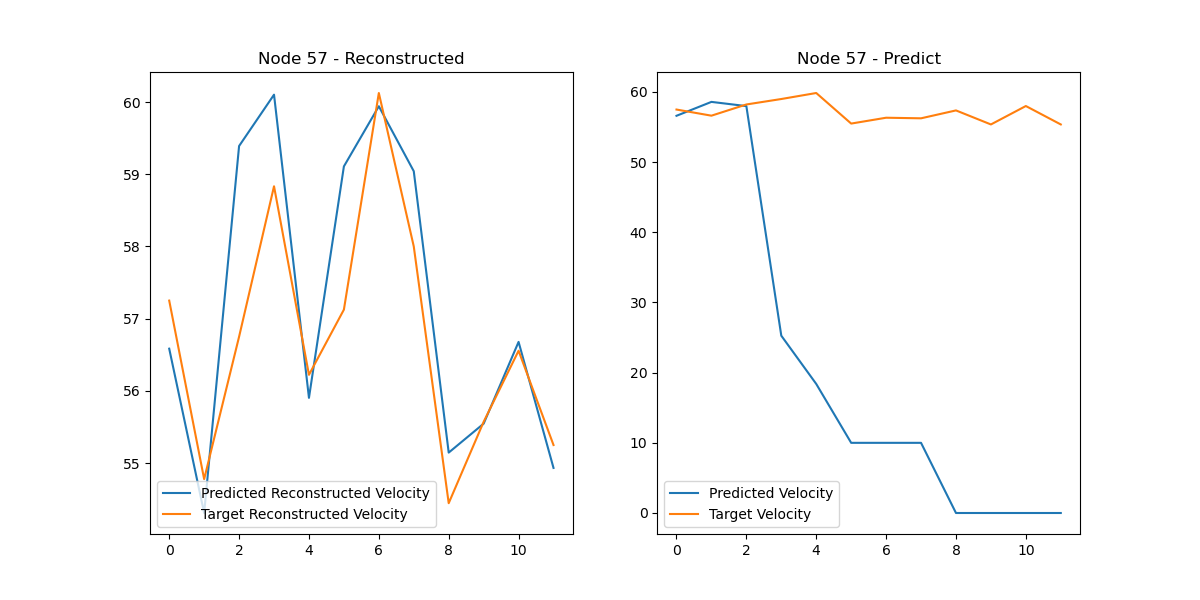 Node 57 - Reconstructed
60
59
58
57
56
55
Predicted Reconstructed Velocity
Target Reconstructed Velocity
0 2 4 6 8 10
Node 57 - Predict
60
50
40
30
20
10
0
Predicted Velocity
Target Velocity
0 2 4 6 8 10